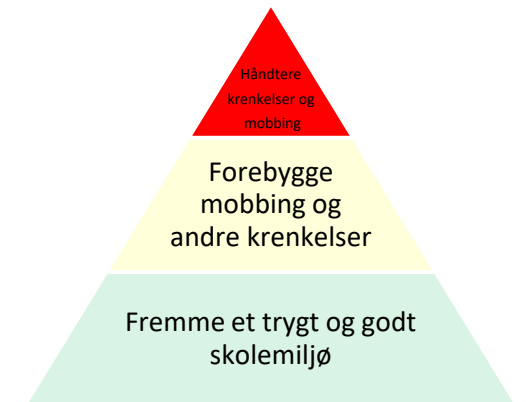 Håndtere
krenkelser og
mobbing
Forebygge
mobbing og
andre krenkelser
Fremme et trygt og godt
skolemiljø